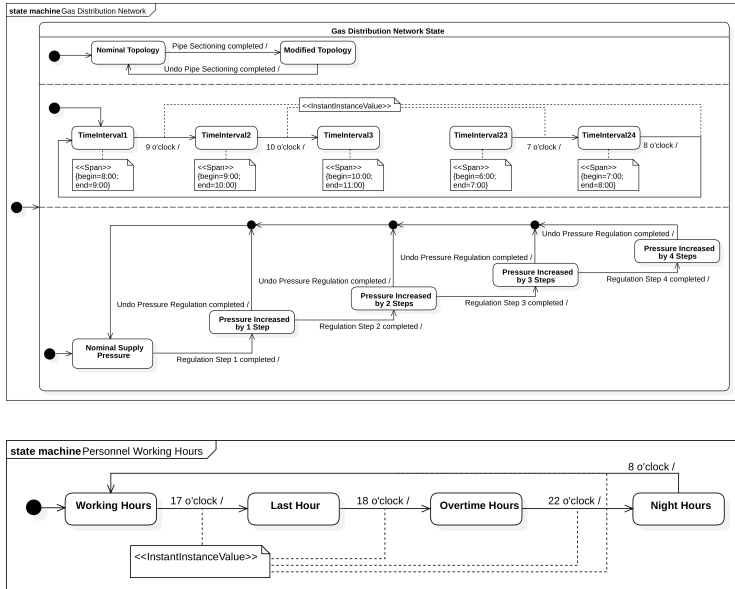 state machine Gas Distribution Network
Gas Distribution Network State
Nominal Topology
Pipe Sectioning completed /
Modified Topology
Undo Pipe Sectioning completed /
<<InstantInstanceValue>>
TimeInterval1
9 o'clock /
TimeInterval2
10 o'clock /
TimeInterval3
TimeInterval23
7 o'clock /
TimeInterval24
8 o'clock /
<<Span>>
{begin=8:00;
end=9:00}
<<Span>>
{begin=9:00;
end=10:00}
<<Span>>
{begin=10:00;
end=11:00}
<<Span>>
{begin=6:00;
end=7:00}
<<Span>>
{begin=7:00;
end=8:00}
Undo Pressure Regulation completed /
Pressure Increased
by 4 Steps
Undo Pressure Regulation completed /
Pressure Increased
by 3 Steps
Regulation Step 4 completed /
Undo Pressure Regulation completed /
Pressure Increased
by 2 Steps
Regulation Step 3 completed /
Undo Pressure Regulation completed /
Pressure Increased
by 1 Step
Regulation Step 2 completed /
Nominal Supply
Pressure
Regulation Step 1 completed /
state machine Personnel Working Hours
8 o'clock /
Working Hours
17 o'clock /
Last Hour
18 o'clock /
Overtime Hours
22 o'clock /
Night Hours
<<InstantInstanceValue>>